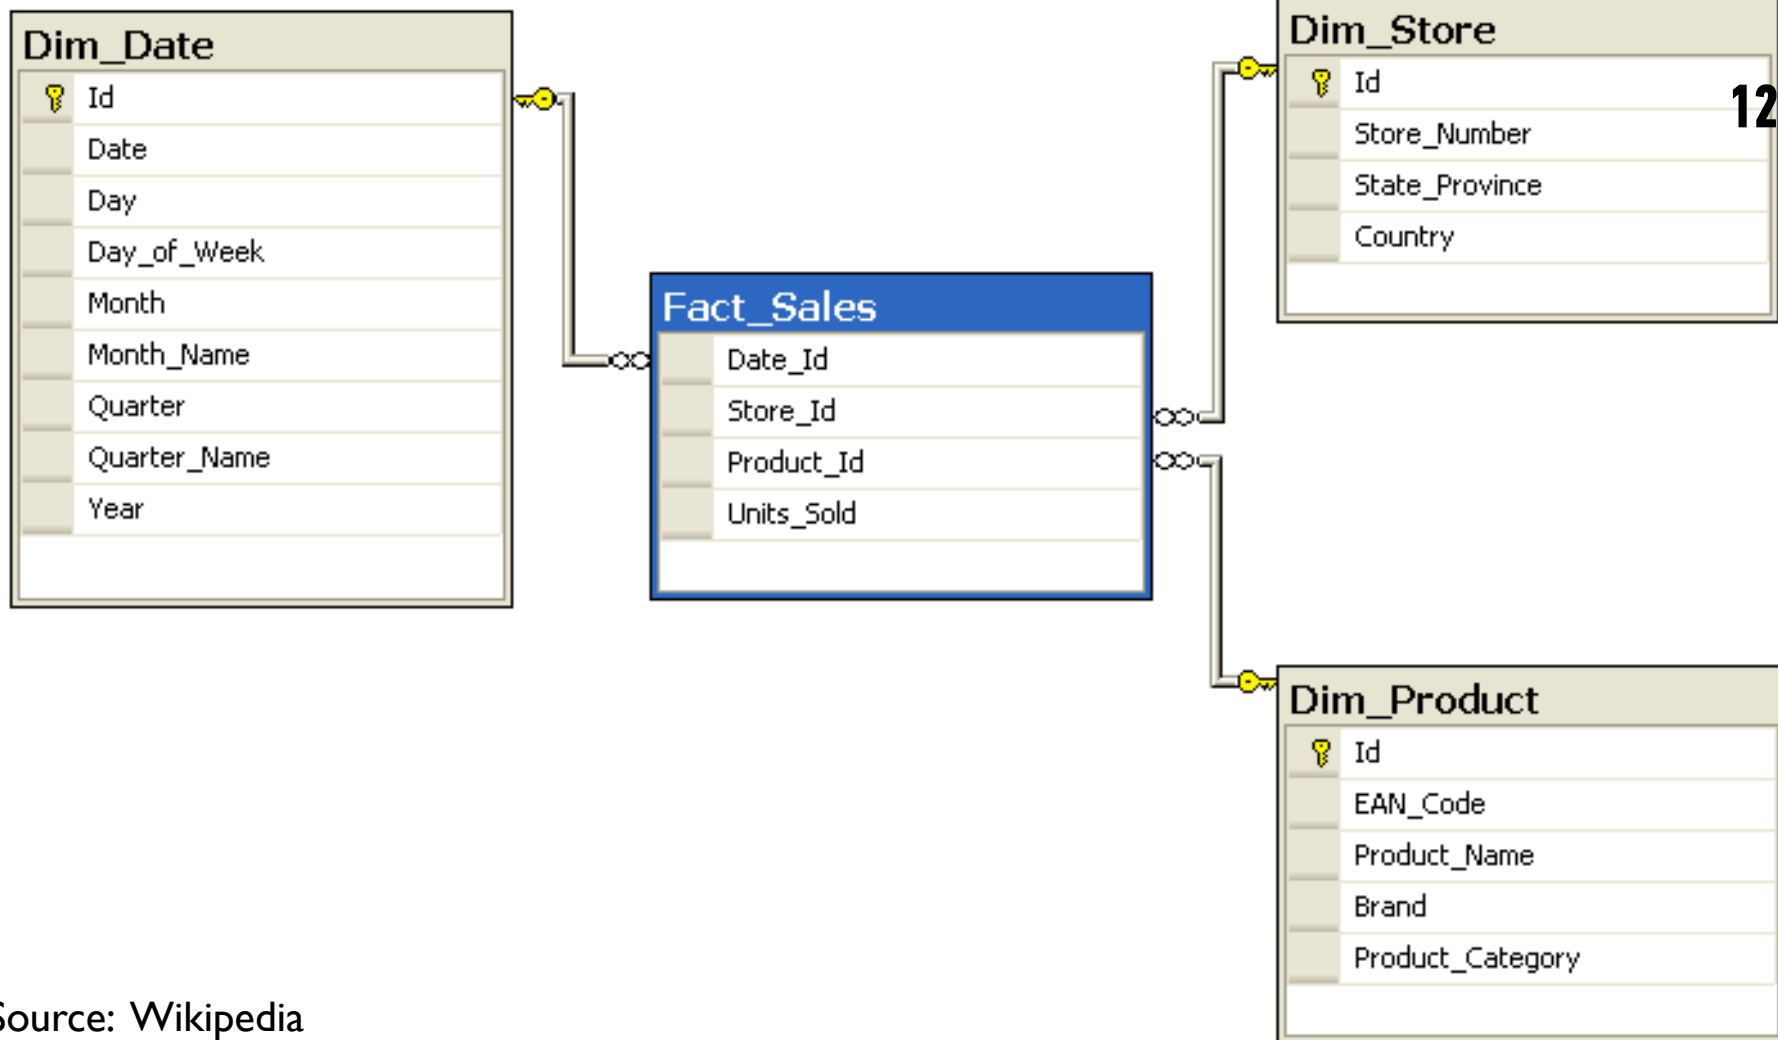 Dim_Date
Id
Date
Day
Day_of_Week
Month
Month_Name
Quarter
Quarter_Name
Year
Fact_Sales
Date_Id
Store_Id
Product_Id
Units_Sold
Dim_Store
Id
12
Store_Number
State_Province
Country
Dim_Product
Id
EAN_Code
Product_Name
Brand
Product_Category
Source: Wikipedia